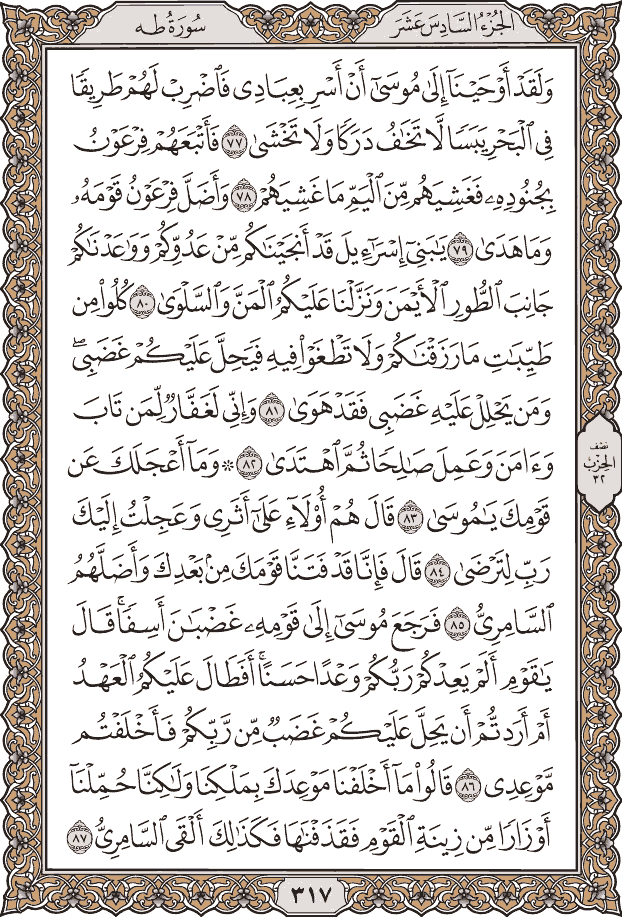 سُورَةُ طه
الجُزْءُ السَّادِسَ عَشَرَ
وَلَقَدْ أَوْحَيْنَآ إِلَىٰ مُوسَىٰٓ أَنْ أَسْرِ بِعِبَادِى فَٱضْرِبْ لَهُمْ طَرِيقًا
فِى ٱلْبَحْرِ يَبَسًا لَّا تَخَـٰفُ دَرَكًا وَلَا تَخْشَىٰ ٧٧ فَأَتْبَعَهُمْ فِرْعَوْنُ
بِجُنُودِهِۦ فَغَشِيَهُم مِّنَ ٱلْيَمِّ مَا غَشِيَهُمْ ٧٨ وَأَضَلَّ فِرْعَوْنُ قَوْمَهُۥ
وَمَا هَدَىٰ ٧٩ يَـٰبَنِىٓ إِسْرَٰٓءِيلَ قَدْ أَنجَيْنَـٰكُم مِّنْ عَدُوِّكُمْ وَوَٰعَدْنَـٰكُمْ
جَانِبَ ٱلطُّورِ ٱلْأَيْمَنَ وَنَزَّلْنَا عَلَيْكُمُ ٱلْمَنَّ وَٱلسَّلْوَىٰ ٨٠ كُلُوا۟ مِن
طَيِّبَـٰتِ مَا رَزَقْنَـٰكُمْ وَلَا تَطْغَوْا۟ فِيهِ فَيَحِلَّ عَلَيْكُمْ غَضَبِى ۖ
وَمَن يَحْلِلْ عَلَيْهِ غَضَبِى فَقَدْ هَوَىٰ ٨١ وَإِنِّى لَغَفَّارٌ لِّمَن تَابَ
وَءَامَنَ وَعَمِلَ صَـٰلِحًا ثُمَّ ٱهْتَدَىٰ ٨٢ ۞ وَمَآ أَعْجَلَكَ عَن
قَوْمِكَ يَـٰمُوسَىٰ ٨٣ قَالَ هُمْ أُو۟لَآءِ عَلَىٰٓ أَثَرِى وَعَجِلْتُ إِلَيْكَ
رَبِّ لِتَرْضَىٰ ٨٤ قَالَ فَإِنَّا قَدْ فَتَنَّا قَوْمَكَ مِنۢ بَعْدِكَ وَأَضَلَّهُمُ
ٱلسَّامِرِىُّ ٨٥ فَرَجَعَ مُوسَىٰٓ إِلَىٰ قَوْمِهِۦ غَضْبَـٰنَ أَسِفًا ۚ قَالَ
يَـٰقَوْمِ أَلَمْ يَعِدْكُمْ رَبُّكُمْ وَعْدًا حَسَنًا ۚ أَفَطَالَ عَلَيْكُمُ ٱلْعَهْدُ
أَمْ أَرَدتُّمْ أَن يَحِلَّ عَلَيْكُمْ غَضَبٌ مِّن رَّبِّكُمْ فَأَخْلَفْتُم
مَّوْعِدِى ٨٦ قَالُوا۟ مَآ أَخْلَفْنَا مَوْعِدَكَ بِمَلْكِنَا وَلَـٰكِنَّا حُمِّلْنَآ
أَوْزَارًا مِّن زِينَةِ ٱلْقَوْمِ فَقَذَفْنَـٰهَا فَكَذَٰلِكَ أَلْقَى ٱلسَّامِرِىُّ ٨٧
نصف
الحزب
٣٢
٣١٧